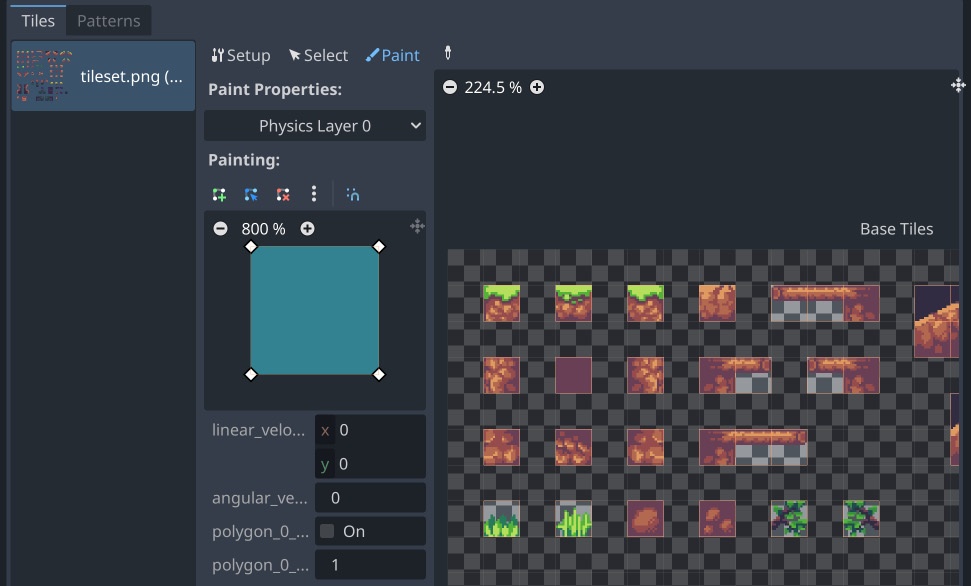 Tiles Patterns
tileset.png (...
Setup Select Paint
Paint Properties:
Physics Layer 0
Painting:
800 %
linear_velo... x 0
y 0
angular_ve... 0
polygon_0_... On
polygon_0_... 1
224.5 %
Base Tiles